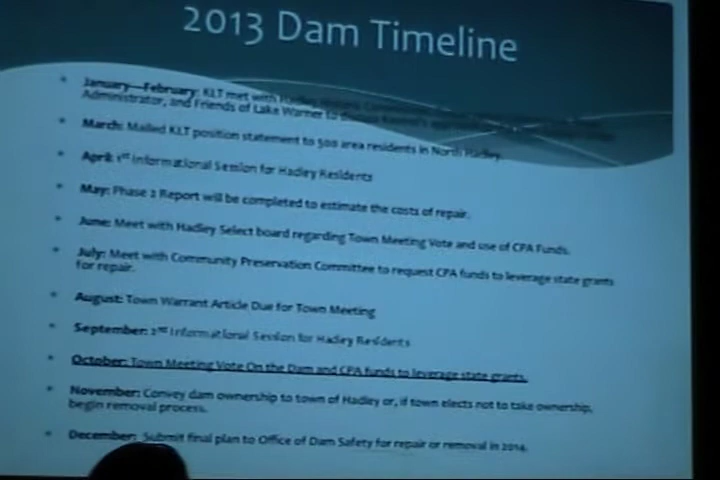 2013 Dam Timeline
January—February: KLT met with Hadley
Administrator, and Friends of Lake Warner to
March: Mailed KLT position statement to 500 area residents in North Hadley.
April: 1st Informational Session for Hadley Residents
May: Phase 2 Report will be completed to estimate the costs of repair.
June: Meet with Hadley Select board regarding Town Meeting Vote and use of CPA Funds.
July: Meet with Community Preservation Committee to request CPA funds to leverage state grants
for repair.
August: Town Warrant Article Due for Town Meeting
September: 2nd Informational Session for Hadley Residents
October: Town Meeting Vote On the Dam and CPA funds to leverage state grants.
November: Convey dam ownership to town of Hadley or, if town elects not to take ownership,
begin removal process.
December: Submit final plan to Office of Dam Safety for repair or removal in 2014.